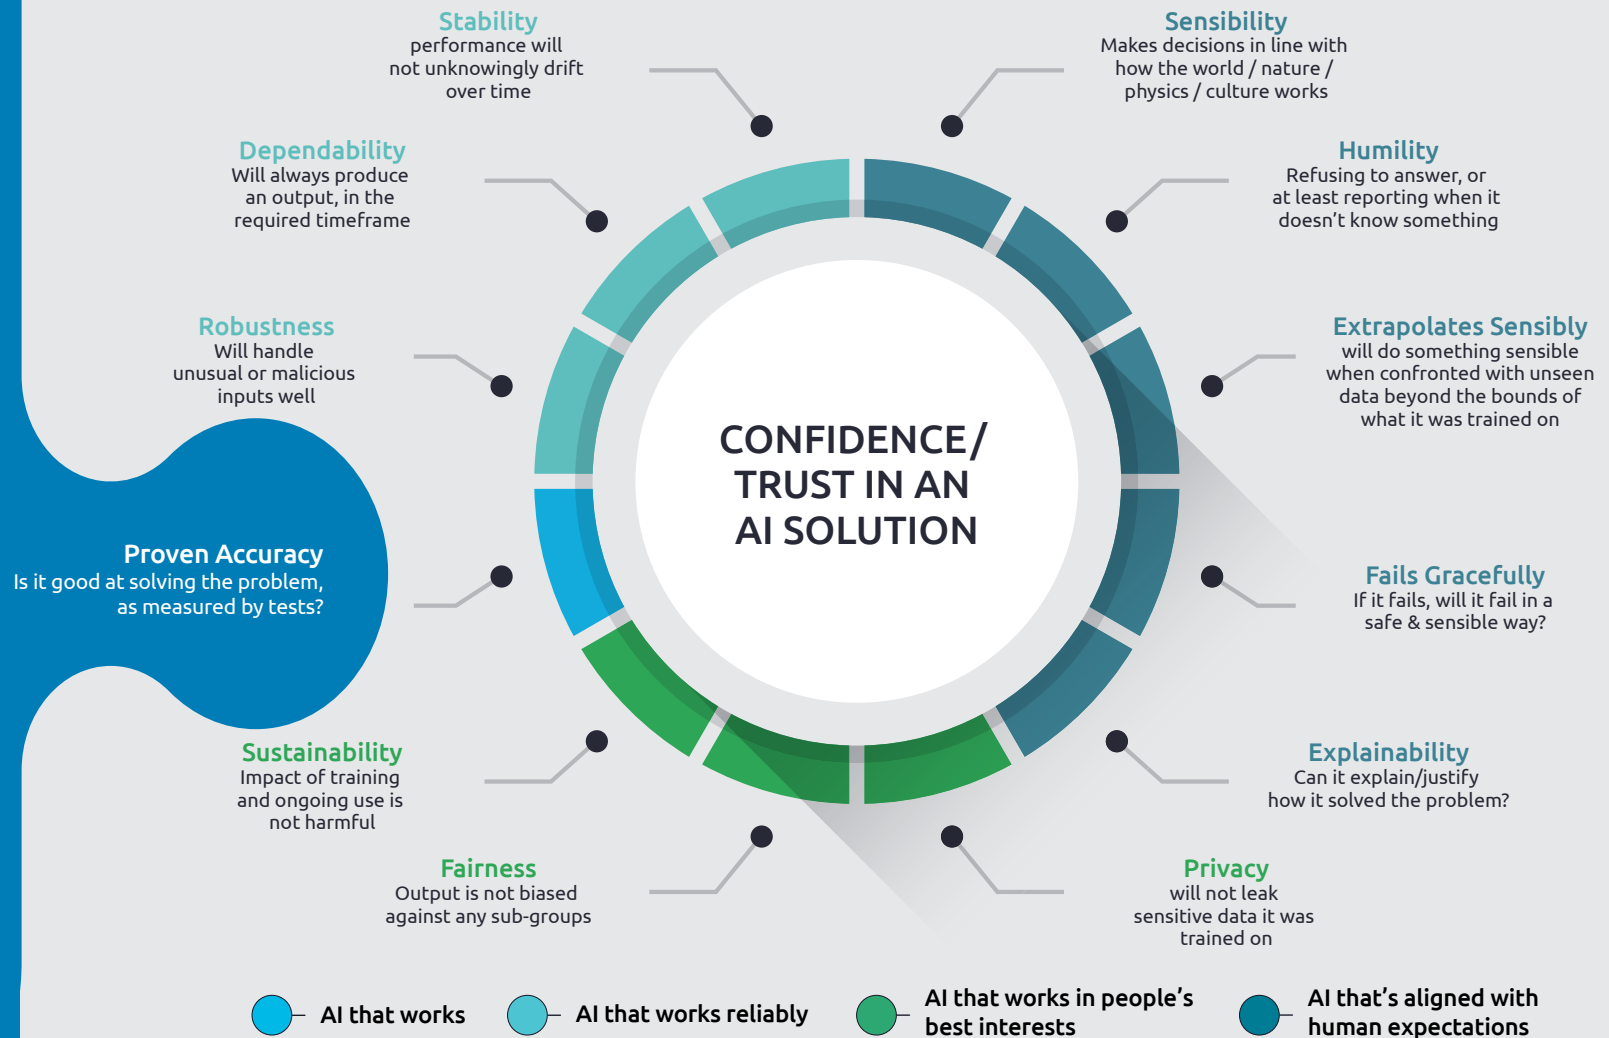 Stability
performance will
not unknowingly drift
over time
Sensibility
Makes decisions in line with
how the world / nature /
physics / culture works
Dependability
Will always produce
an output, in the
required timeframe
Humility
Refusing to answer, or
at least reporting when it
doesn't know something
Robustness
Will handle
unusual or malicious
inputs well
Extrapolates Sensibly
will do something sensible
when confronted with unseen
data beyond the bounds of
what it was trained on
CONFIDENCE/
TRUST IN AN
AI SOLUTION
Proven Accuracy
Is it good at solving the problem,
as measured by tests?
Fails Gracefully
If it fails, will it fail in a
safe & sensible way?
Sustainability
Impact of training
and ongoing use is
not harmful
Explainability
Can it explain/justify
how it solved the problem?
Fairness
Output is not biased
against any sub-groups
Privacy
will not leak
sensitive data it was
trained on
AI that works
AI that works reliably
AI that works in people's
best interests
AI that's aligned with
human expectations